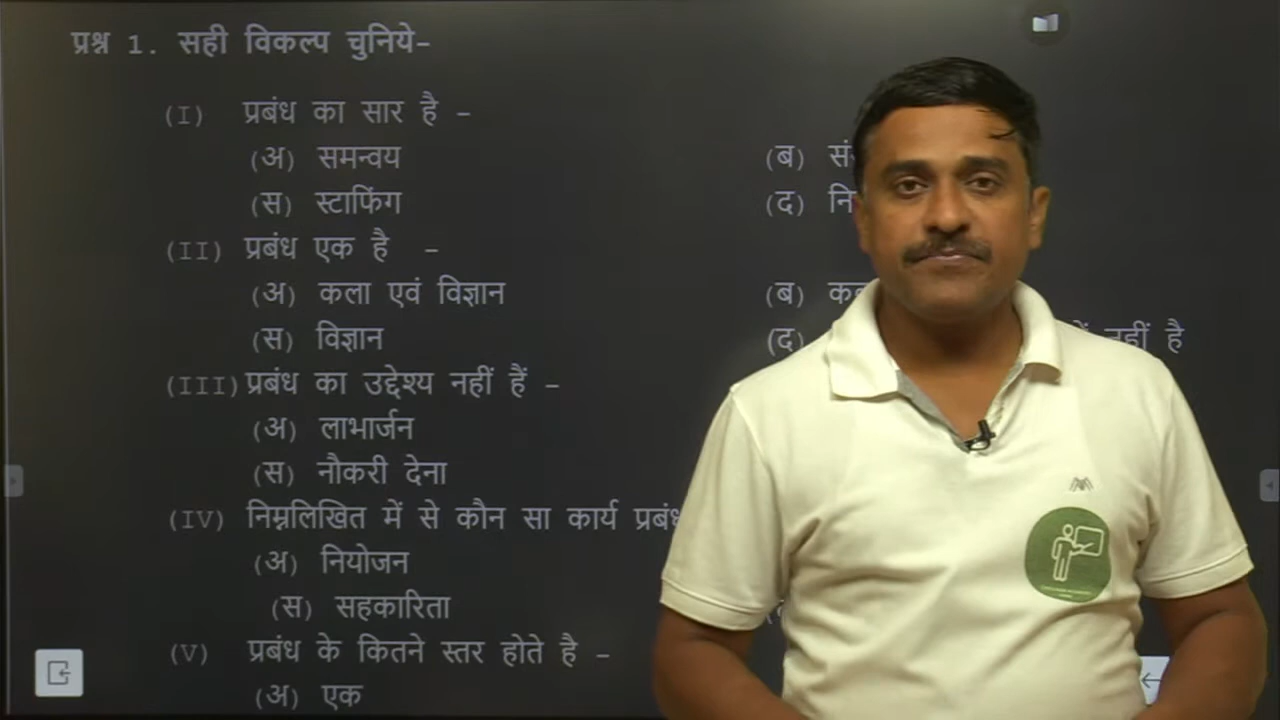 प्रश्न 1. सही विकल्प चुनिये-
(I) प्रबंध का सार है -
(अ) समन्वय (ब)
(स) स्टाफिंग (द)
(II) प्रबंध एक है -
(अ) कला एवं विज्ञान (ब)
(स) विज्ञान (द) नहीं है
(III) प्रबंध का उद्देश्य नहीं हैं -
(अ) लाभार्जन
(स) नौकरी देना
(IV) निम्नलिखित में से कौन सा कार्य
(अ) नियोजन
(स) सहकारिता
(V) प्रबंध के कितने स्तर होते है -
(अ) एक